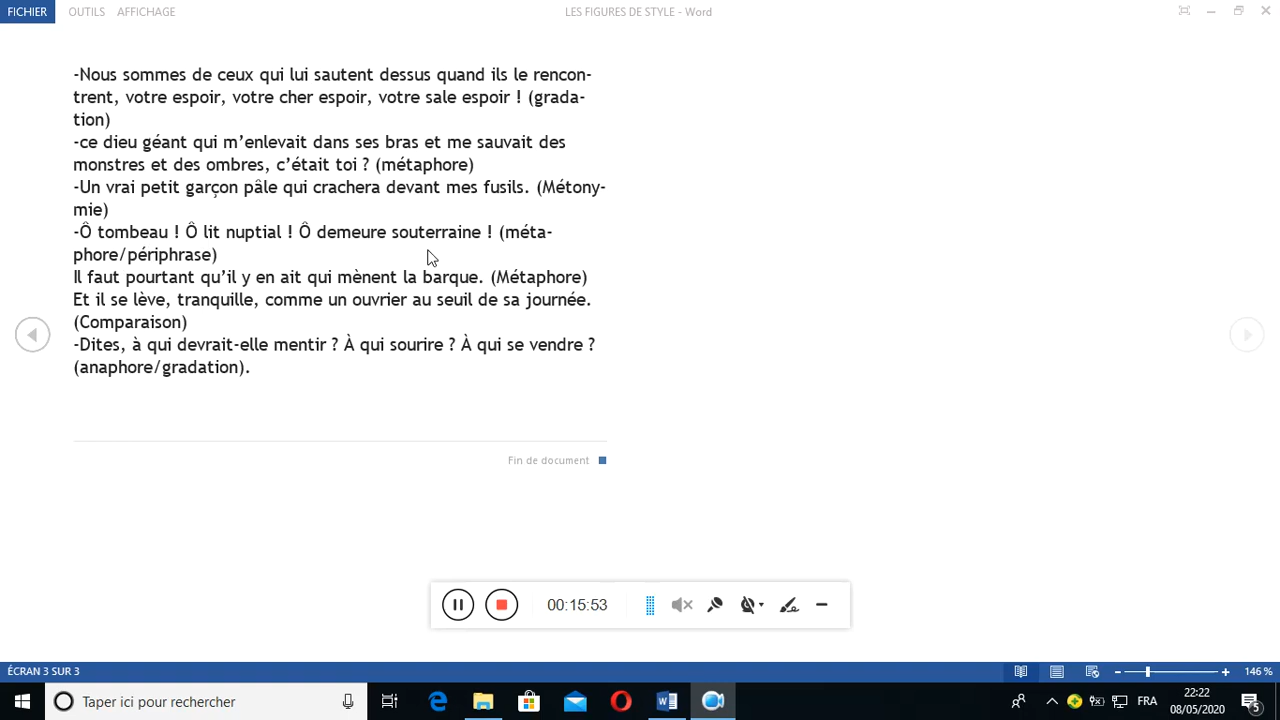 FICHIER OUTILS AFFICHAGE LES FIGURES DE STYLE - Word
-Nous sommes de ceux qui lui sautent dessus quand ils le rencon-
trent, votre espoir, votre cher espoir, votre sale espoir ! (grada-
tion)
-ce dieu géant qui m’enlevait dans ses bras et me sauvait des
monstres et des ombres, c’était toi ? (métaphore)
-Un vrai petit garçon pâle qui crachera devant mes fusils. (Métony-
mie)
-Ô tombeau ! Ô lit nuptial ! Ô demeure souterraine ! (méta-
phore/périphrase)
Il faut pourtant qu’il y en ait qui mènent la barque. (Métaphore)
Et il se lève, tranquille, comme un ouvrier au seuil de sa journée.
(Comparaison)
-Dites, à qui devrait-elle mentir ? À qui sourire ? À qui se vendre ?
(anaphore/gradation).
Fin de document
00:15:53
ÉCRAN 3 SUR 3 146 %
Taper ici pour rechercher FRA 22:22
08/05/2020 5